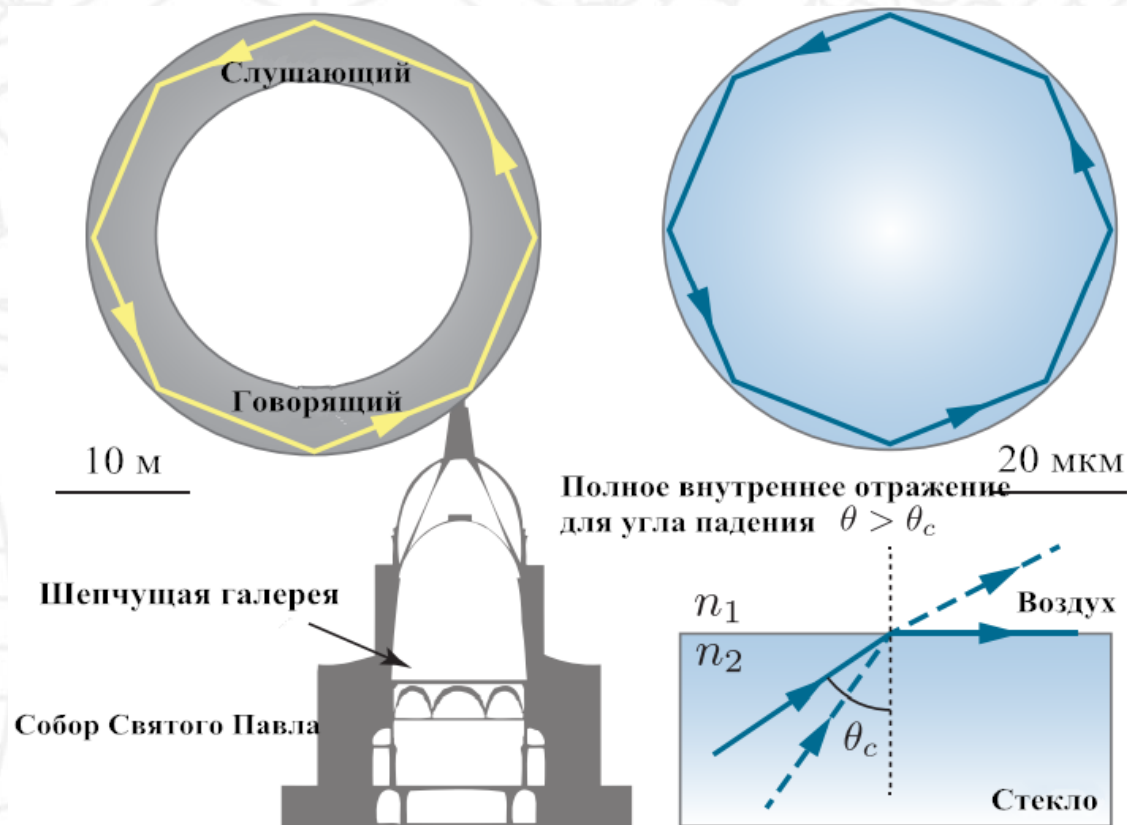 Слушающий
Говорящий
10 м
20 мкм
Полное внутреннее отражение
для угла падения θ > θc
Шепчущая галерея
Собор Святого Павла
n1
Воздух
n2
θc
Стекло